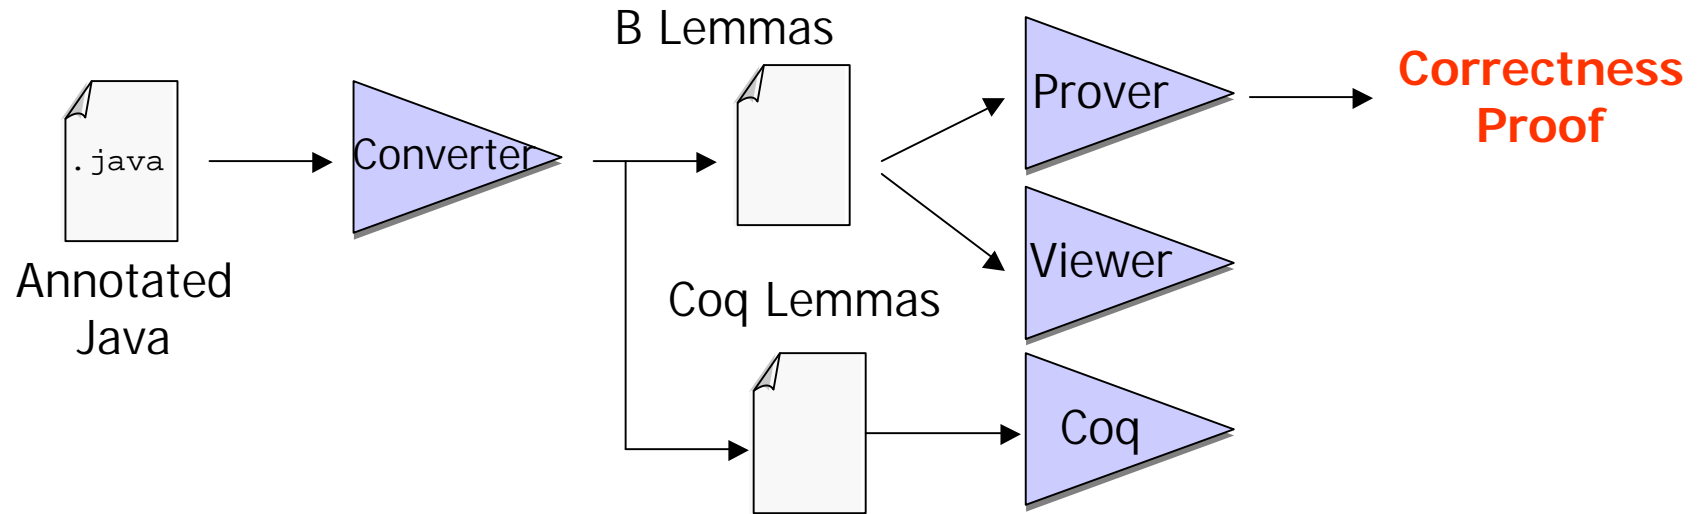 B Lemmas
.java
Annotated
Java
Converter
Coq Lemmas
Prover
Viewer
Coq
Correctness
Proof